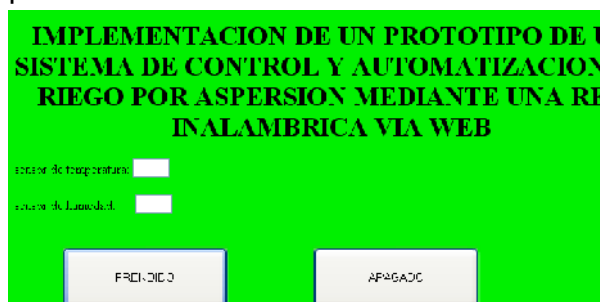 IMPLEMENTACION DE UN PROTOTIPO DE U
SISTEMA DE CONTROL Y AUTOMATIZACION
RIEGO POR ASPERSION MEDIANTE UNA RE
INALAMBRICA VIA WEB
sensor de temperatura:
sensor de humedad:
PRENDIDO
APAGADO